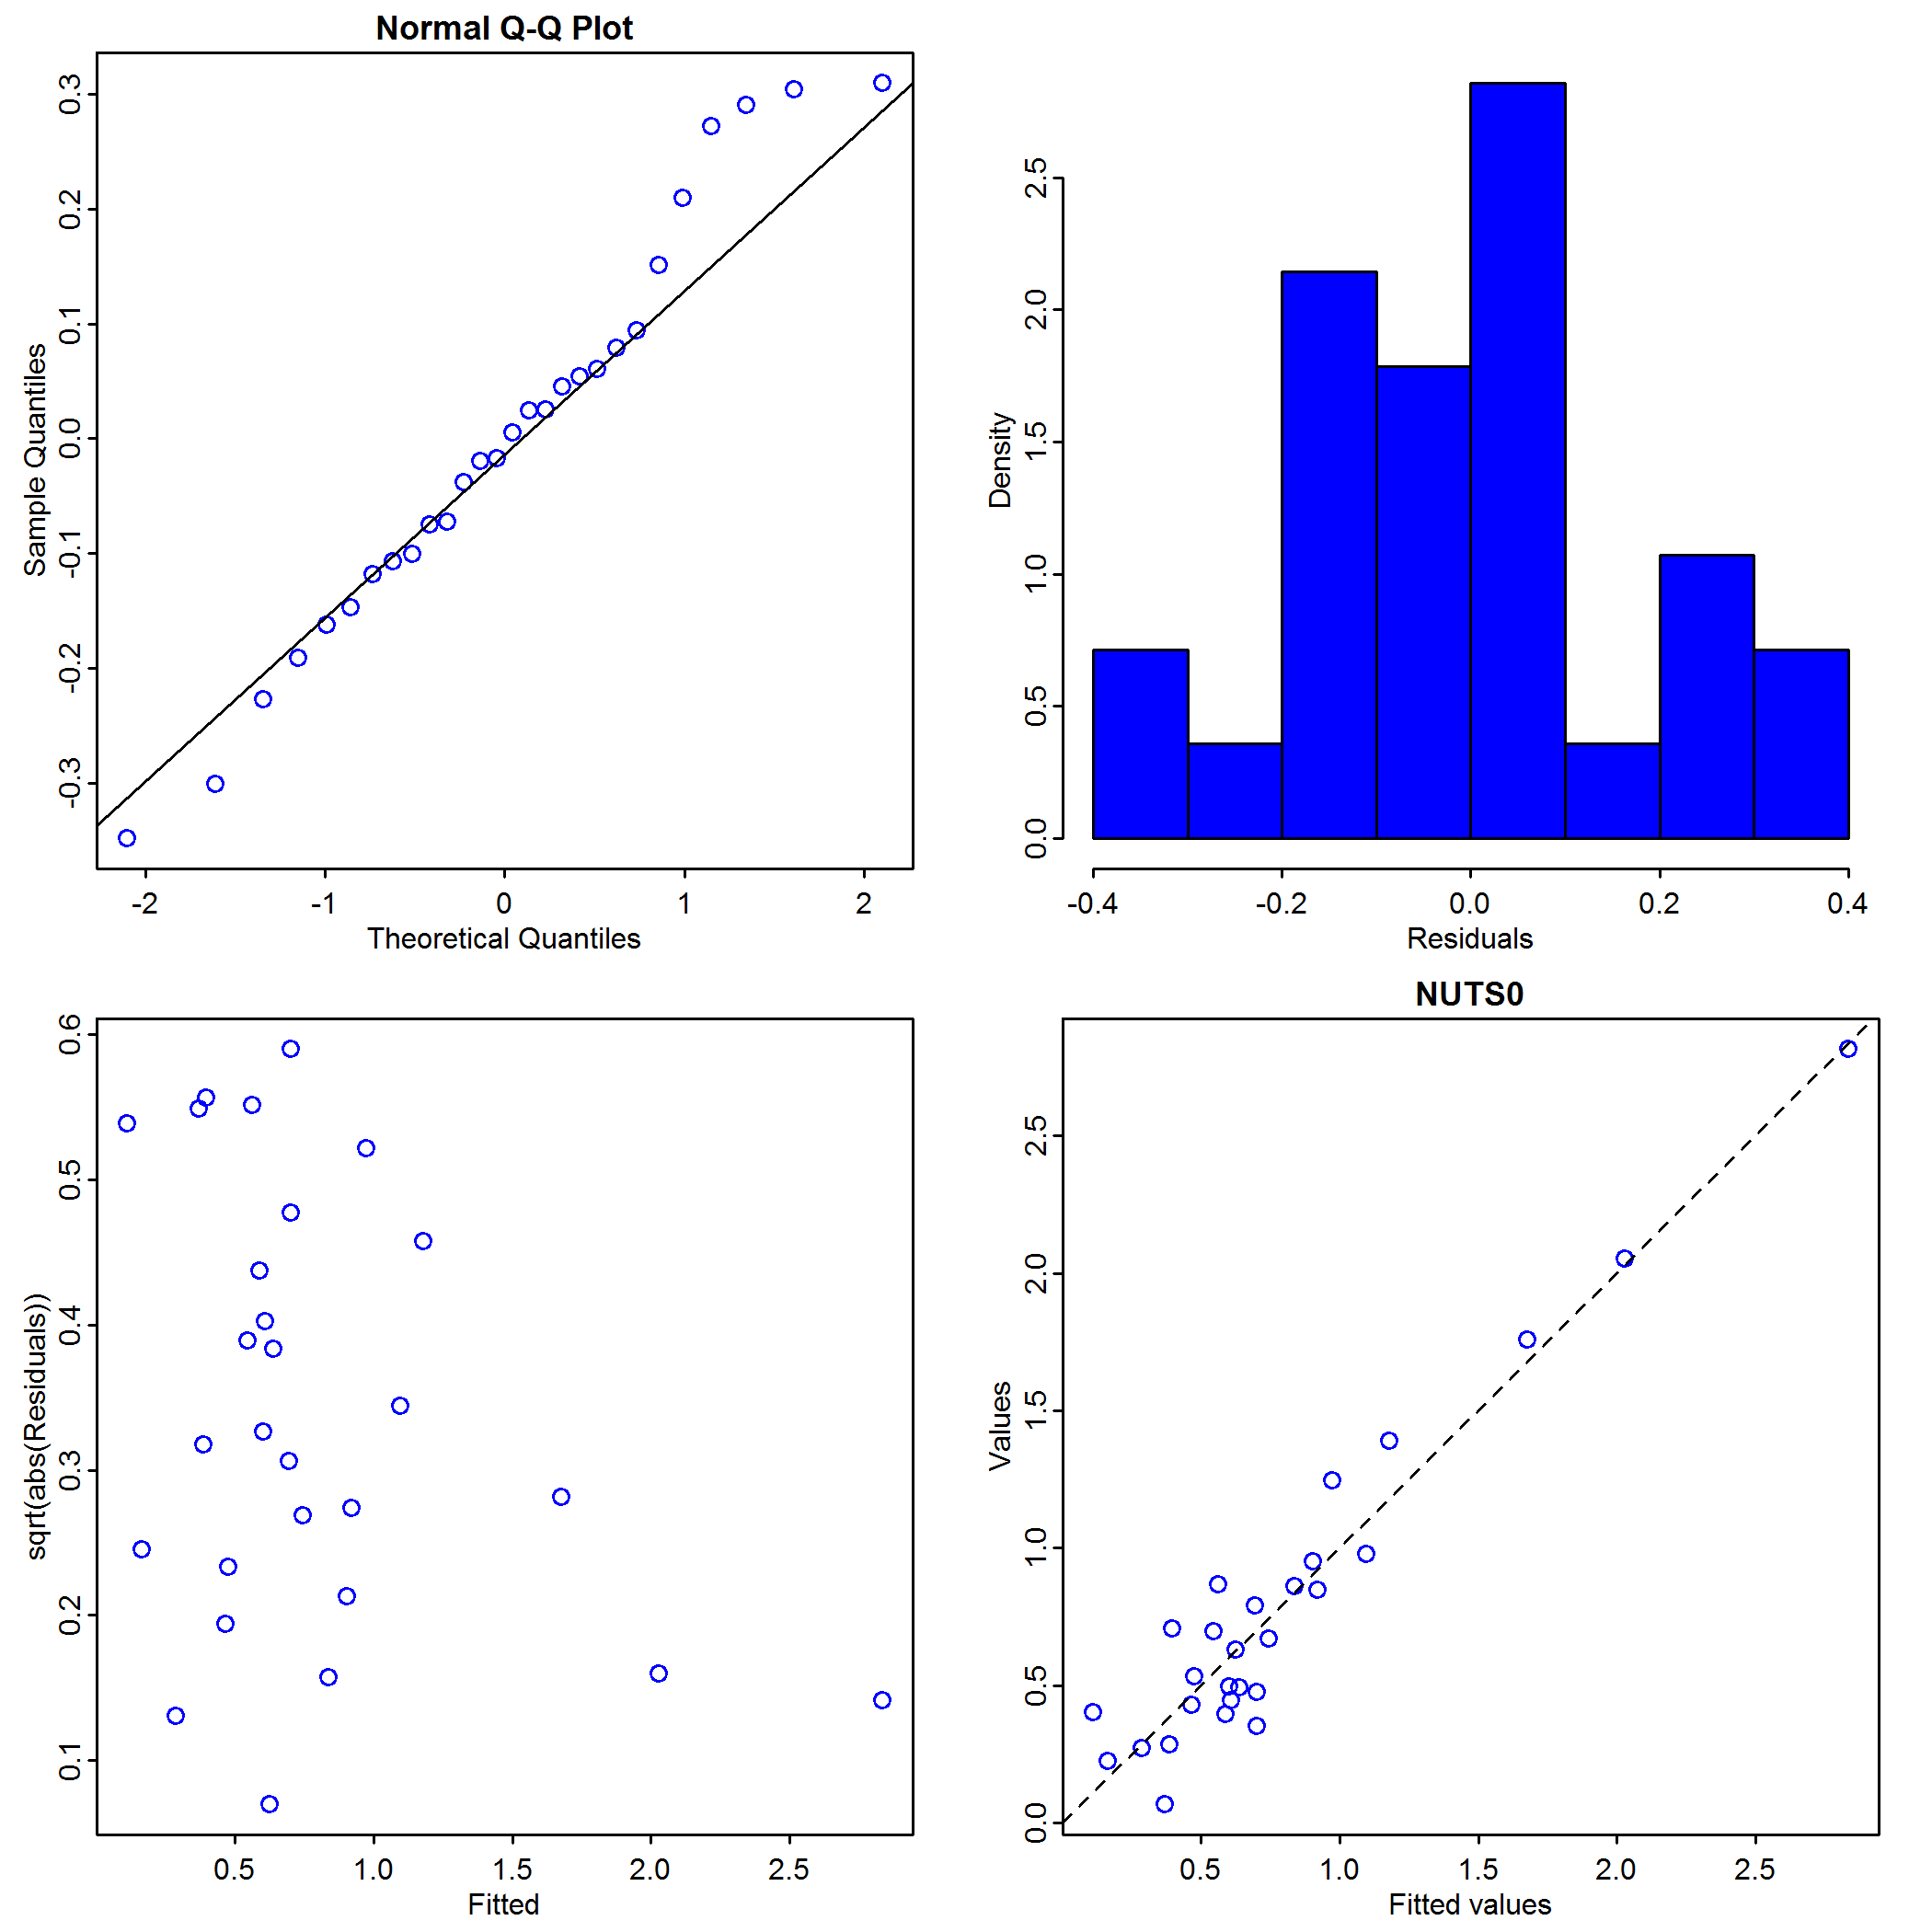 Normal Q-Q Plot
Sample Quantiles
0.3
0.2
0.1
0.0
-0.1
-0.2
-0.3
-2 -1 0 1 2
Theoretical Quantiles
Density
2.5
2.0
1.5
1.0
0.5
0.0
-0.4 -0.2 0.0 0.2 0.4
Residuals
sqrt(abs(Residuals))
0.6
0.5
0.4
0.3
0.2
0.1
0.5 1.0 1.5 2.0 2.5
Fitted
NUTS0
Values
2.5
2.0
1.5
1.0
0.5
0.0
0.5 1.0 1.5 2.0 2.5
Fitted values